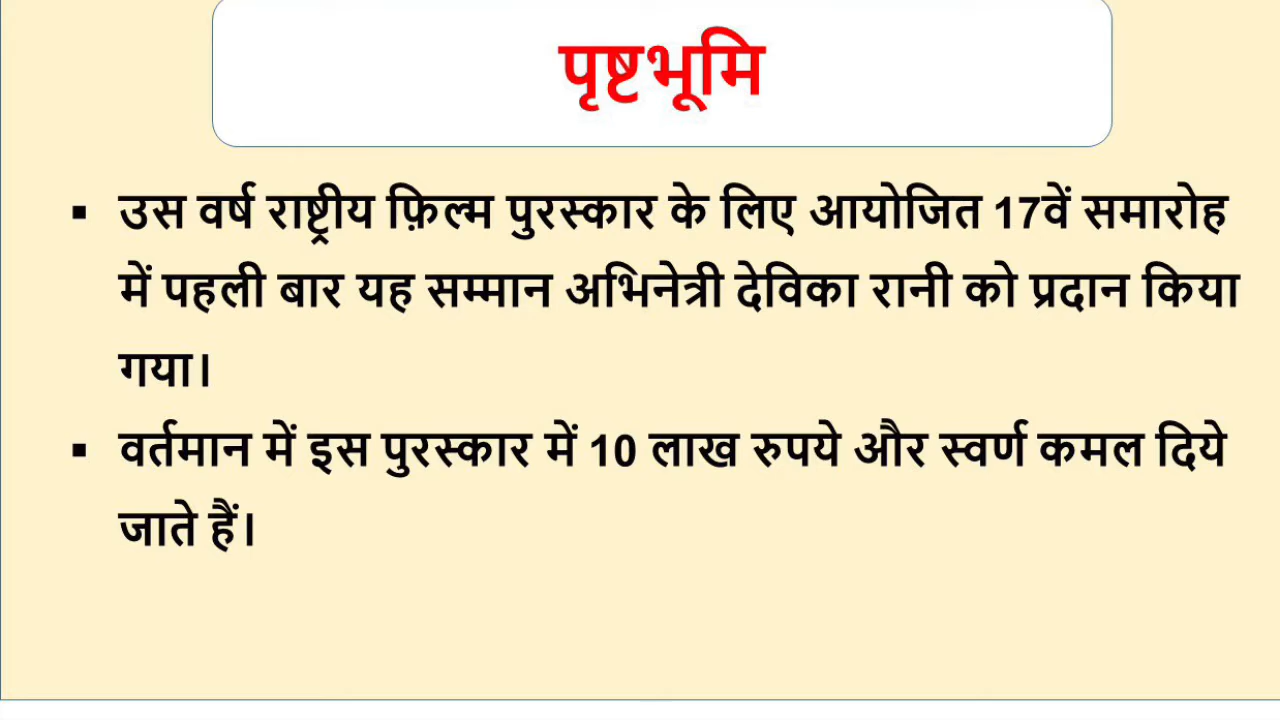 पृष्टभूमि
▪ उस वर्ष राष्ट्रीय फ़िल्म पुरस्कार के लिए आयोजित 17वें समारोह
में पहली बार यह सम्मान अभिनेत्री देविका रानी को प्रदान किया
गया।
▪ वर्तमान में इस पुरस्कार में 10 लाख रुपये और स्वर्ण कमल दिये
जाते हैं।